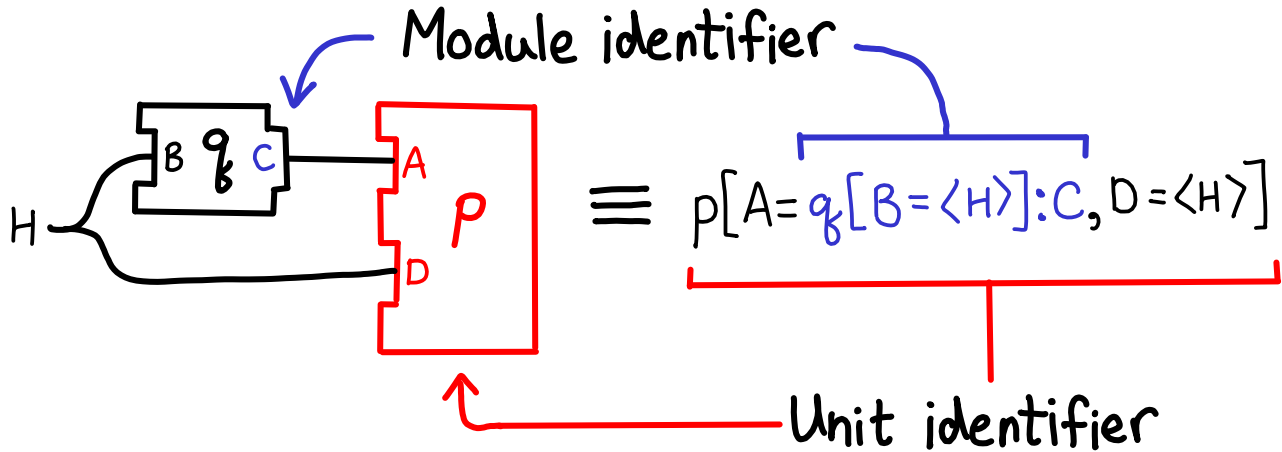 Module identifier
B q C
A
H
p
D
≡ p[A=q[B=<H>]:C, D=<H>]
Unit identifier